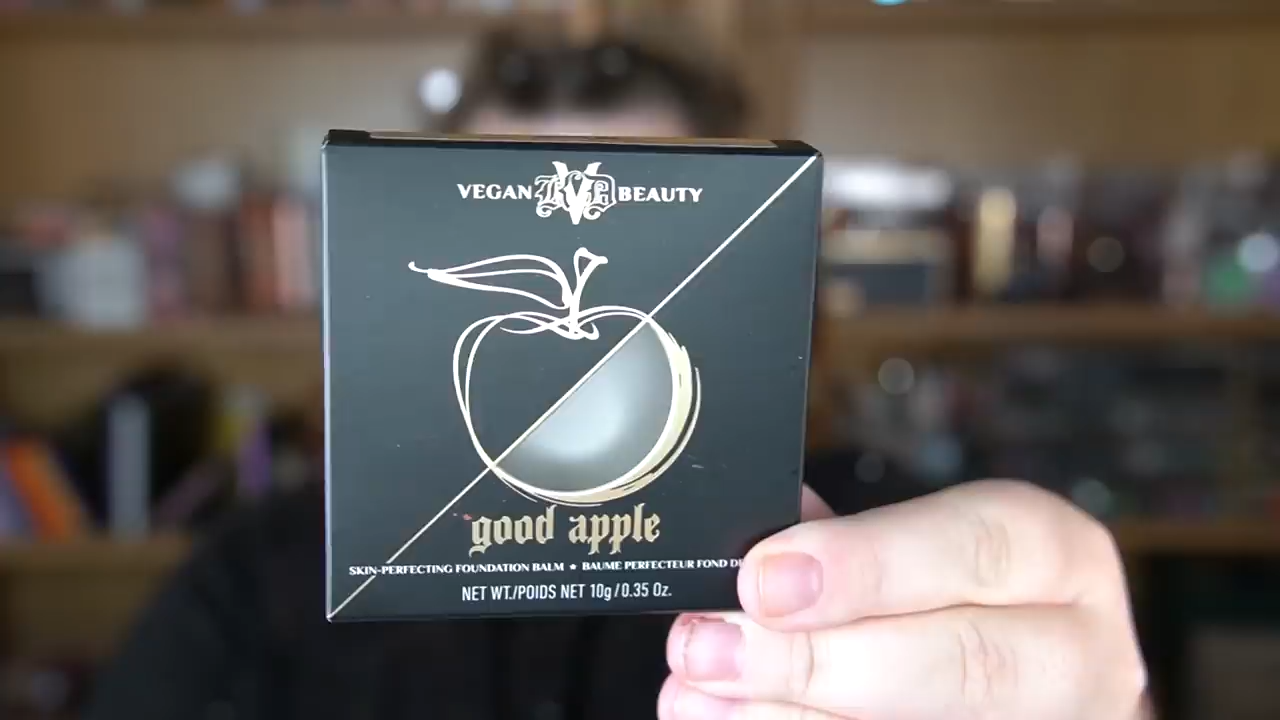 VEGAN KVD BEAUTY
good apple
SKIN-PERFECTING FOUNDATION BALM ★ BAUME PERFECTEUR FOND
NET WT./POIDS NET 10g/0.35 Oz.